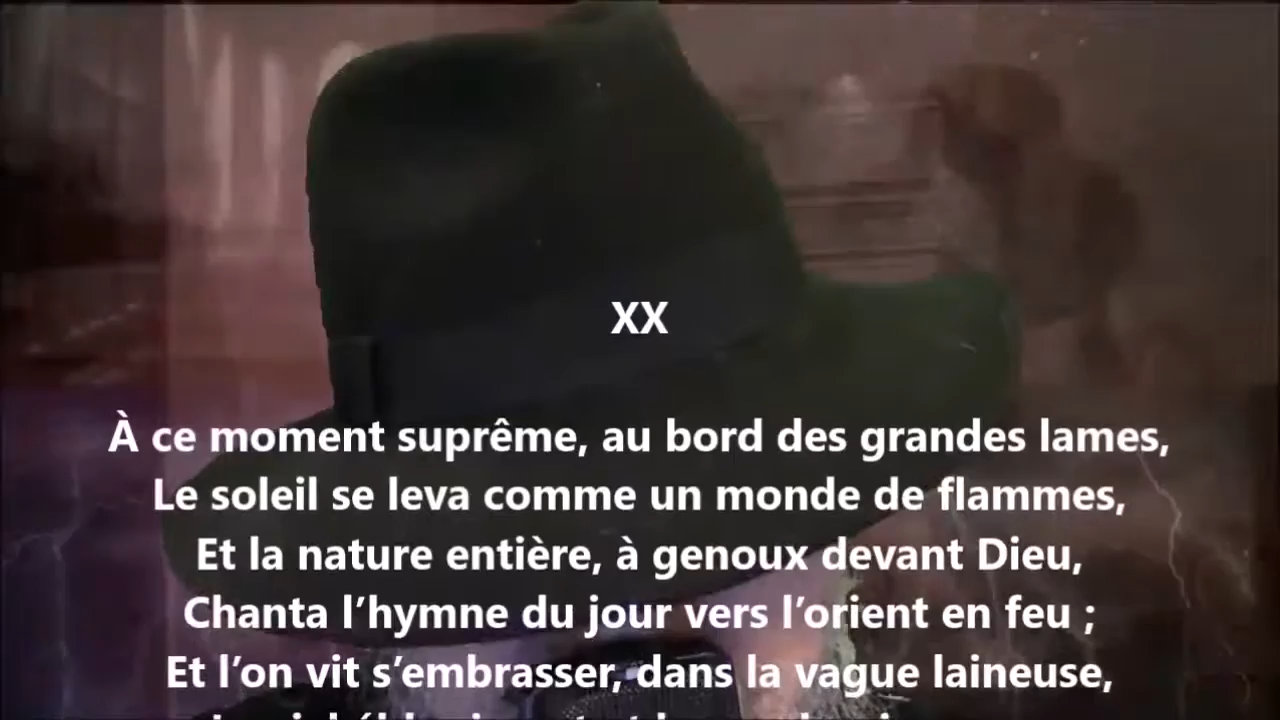 XX
À ce moment suprême, au bord des grandes lames,
Le soleil se leva comme un monde de flammes,
Et la nature entière, à genoux devant Dieu,
Chanta l’hymne du jour vers l’orient en feu ;
Et l’on vit s’embrasser, dans la vague laineuse,